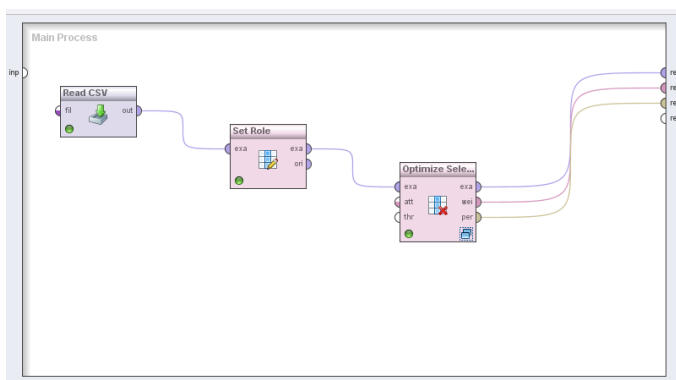 Main Process
inp
re
re
re
re
Read CSV
fil
out
Set Role
exa
exa
ori
Optimize Sele...
exa
exa
att
wei
thr
per